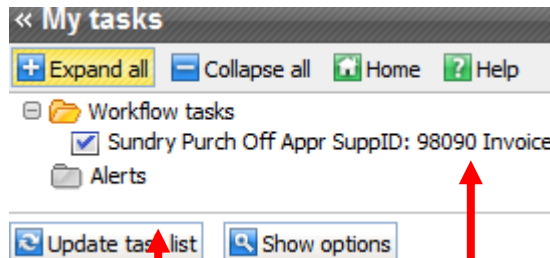 « My tasks
Expand all Collapse all Home Help
Workflow tasks
Sundry Purch Off Appr SuppID: 98090 Invoice
Alerts
Update task list Show options